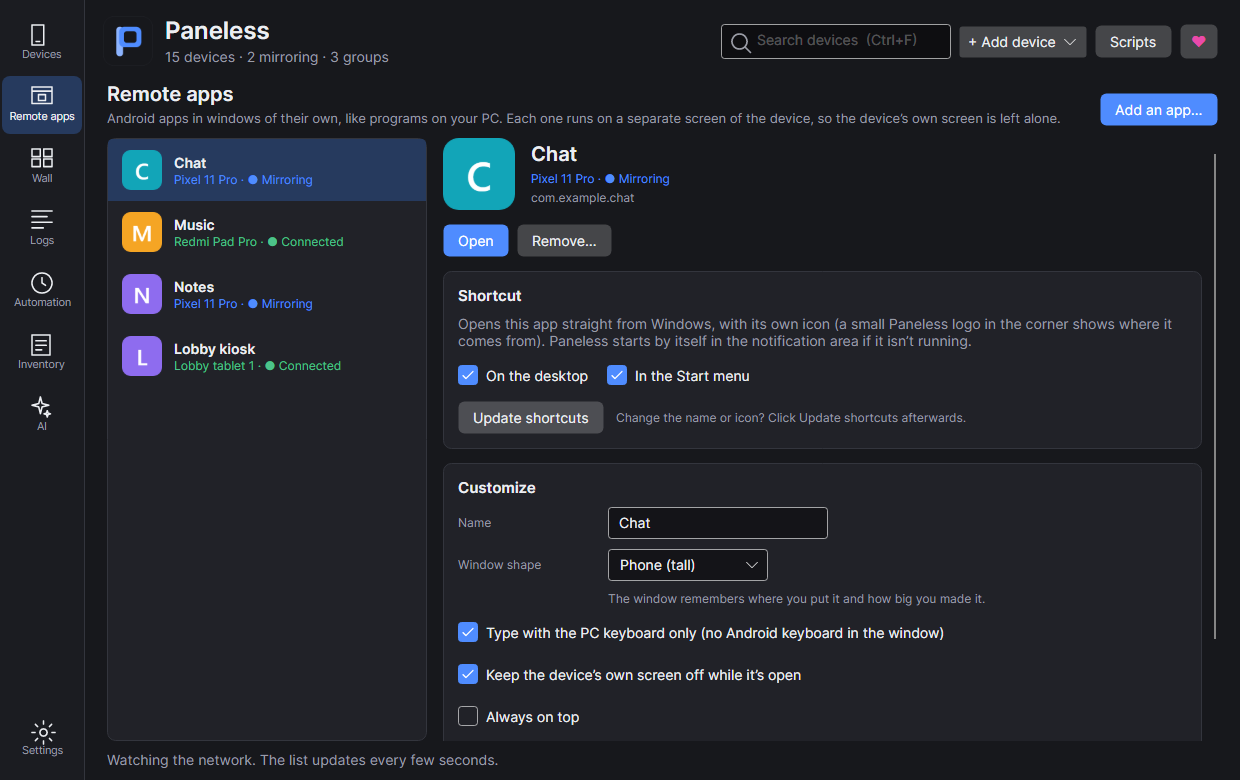 Devices
Remote apps
Wall
Logs
Automation
Inventory
AI
Settings
Paneless
15 devices · 2 mirroring · 3 groups
Search devices (Ctrl+F)
+ Add device
Scripts
Remote apps
Android apps in windows of their own, like programs on your PC. Each one runs on a separate screen of the device, so the device's own screen is left alone.
Add an app...
C
Chat
Pixel 11 Pro · ● Mirroring
M
Music
Redmi Pad Pro · ● Connected
N
Notes
Pixel 11 Pro · ● Mirroring
L
Lobby kiosk
Lobby tablet 1 · ● Connected
C
Chat
Pixel 11 Pro · ● Mirroring
com.example.chat
Open
Remove...
Shortcut
Opens this app straight from Windows, with its own icon (a small Paneless logo in the corner shows where it
comes from). Paneless starts by itself in the notification area if it isn't running.
On the desktop
In the Start menu
Update shortcuts
Change the name or icon? Click Update shortcuts afterwards.
Customize
Name
Chat
Window shape
Phone (tall)
The window remembers where you put it and how big you made it.
Type with the PC keyboard only (no Android keyboard in the window)
Keep the device's own screen off while it's open
Always on top
Watching the network. The list updates every few seconds.